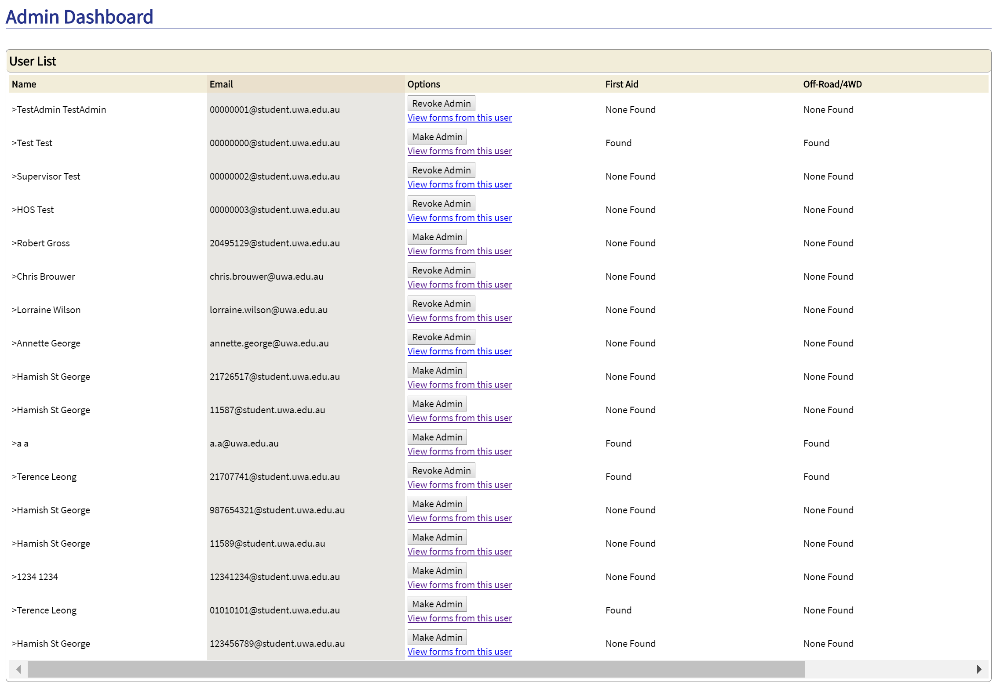 Admin Dashboard
User List
Name Email Options First Aid Off-Road/4WD
>TestAdmin TestAdmin 00000001@student.uwa.edu.au Revoke Admin None Found None Found
View forms from this user
>Test Test 00000000@student.uwa.edu.au Make Admin Found Found
View forms from this user
>Supervisor Test 00000002@student.uwa.edu.au Revoke Admin None Found None Found
View forms from this user
>HOS Test 00000003@student.uwa.edu.au Revoke Admin None Found None Found
View forms from this user
>Robert Gross 20495129@student.uwa.edu.au Make Admin None Found None Found
View forms from this user
>Chris Brouwer chris.brouwer@uwa.edu.au Revoke Admin None Found None Found
View forms from this user
>Lorraine Wilson lorraine.wilson@uwa.edu.au Revoke Admin None Found None Found
View forms from this user
>Annette George annette.george@uwa.edu.au Revoke Admin None Found None Found
View forms from this user
>Hamish St George 21726517@student.uwa.edu.au Make Admin None Found None Found
View forms from this user
>Hamish St George 11587@student.uwa.edu.au Make Admin None Found None Found
View forms from this user
>a a a.a@uwa.edu.au Make Admin Found Found
View forms from this user
>Terence Leong 21707741@student.uwa.edu.au Revoke Admin Found Found
View forms from this user
>Hamish St George 987654321@student.uwa.edu.au Make Admin None Found None Found
View forms from this user
>Hamish St George 11589@student.uwa.edu.au Make Admin None Found None Found
View forms from this user
>1234 1234 12341234@student.uwa.edu.au Make Admin None Found None Found
View forms from this user
>Terence Leong 01010101@student.uwa.edu.au Make Admin Found None Found
View forms from this user
>Hamish St George 123456789@student.uwa.edu.au Make Admin None Found None Found
View forms from this user